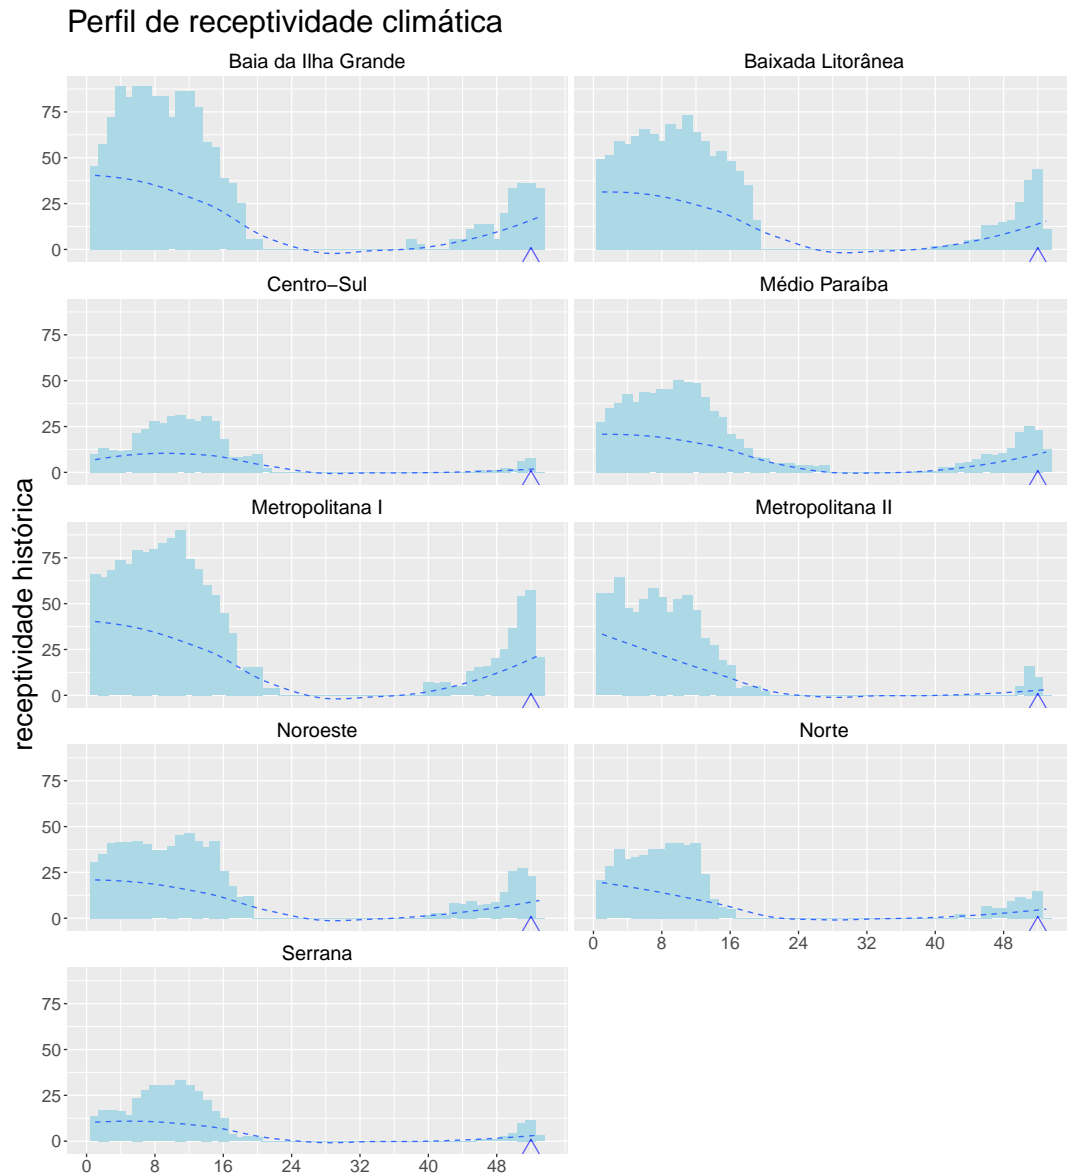 Perfil de receptividade climática
Baia da Ilha Grande
Baixada Litorânea
75
50
25
0
Centro−Sul
Médio Paraíba
75
50
25
0
Metropolitana I
Metropolitana II
75
50
25
0
receptividade histórica
Noroeste
Norte
75
50
25
0
0 8 16 24 32 40 48
Serrana
75
50
25
0
0 8 16 24 32 40 48